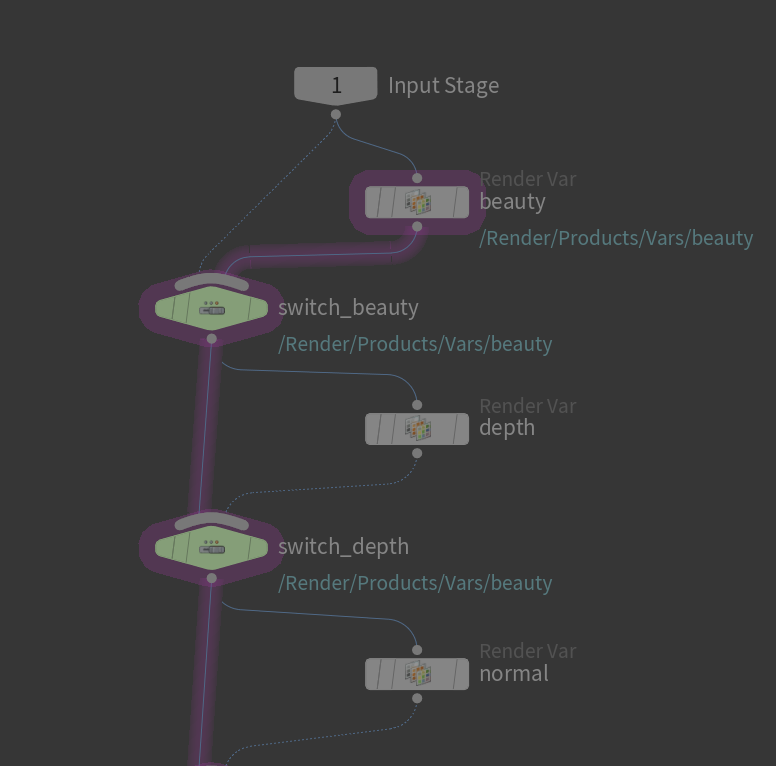 1 Input Stage
Render Var
beauty
/Render/Products/Vars/beauty
switch_beauty
/Render/Products/Vars/beauty
Render Var
depth
switch_depth
/Render/Products/Vars/beauty
Render Var
normal